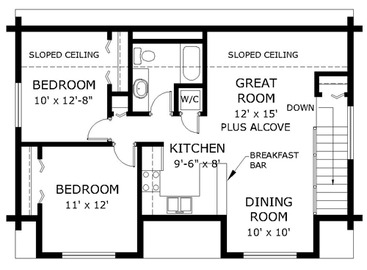 SLOPED CEILING
SLOPED CEILING
BEDROOM
10' x 12'-8"
GREAT
ROOM
12' x 15'
PLUS ALCOVE
W/C
DOWN
KITCHEN
9'-6" x 8'
BREAKFAST
BAR
BEDROOM
11' x 12'
DINING
ROOM
10' x 10'